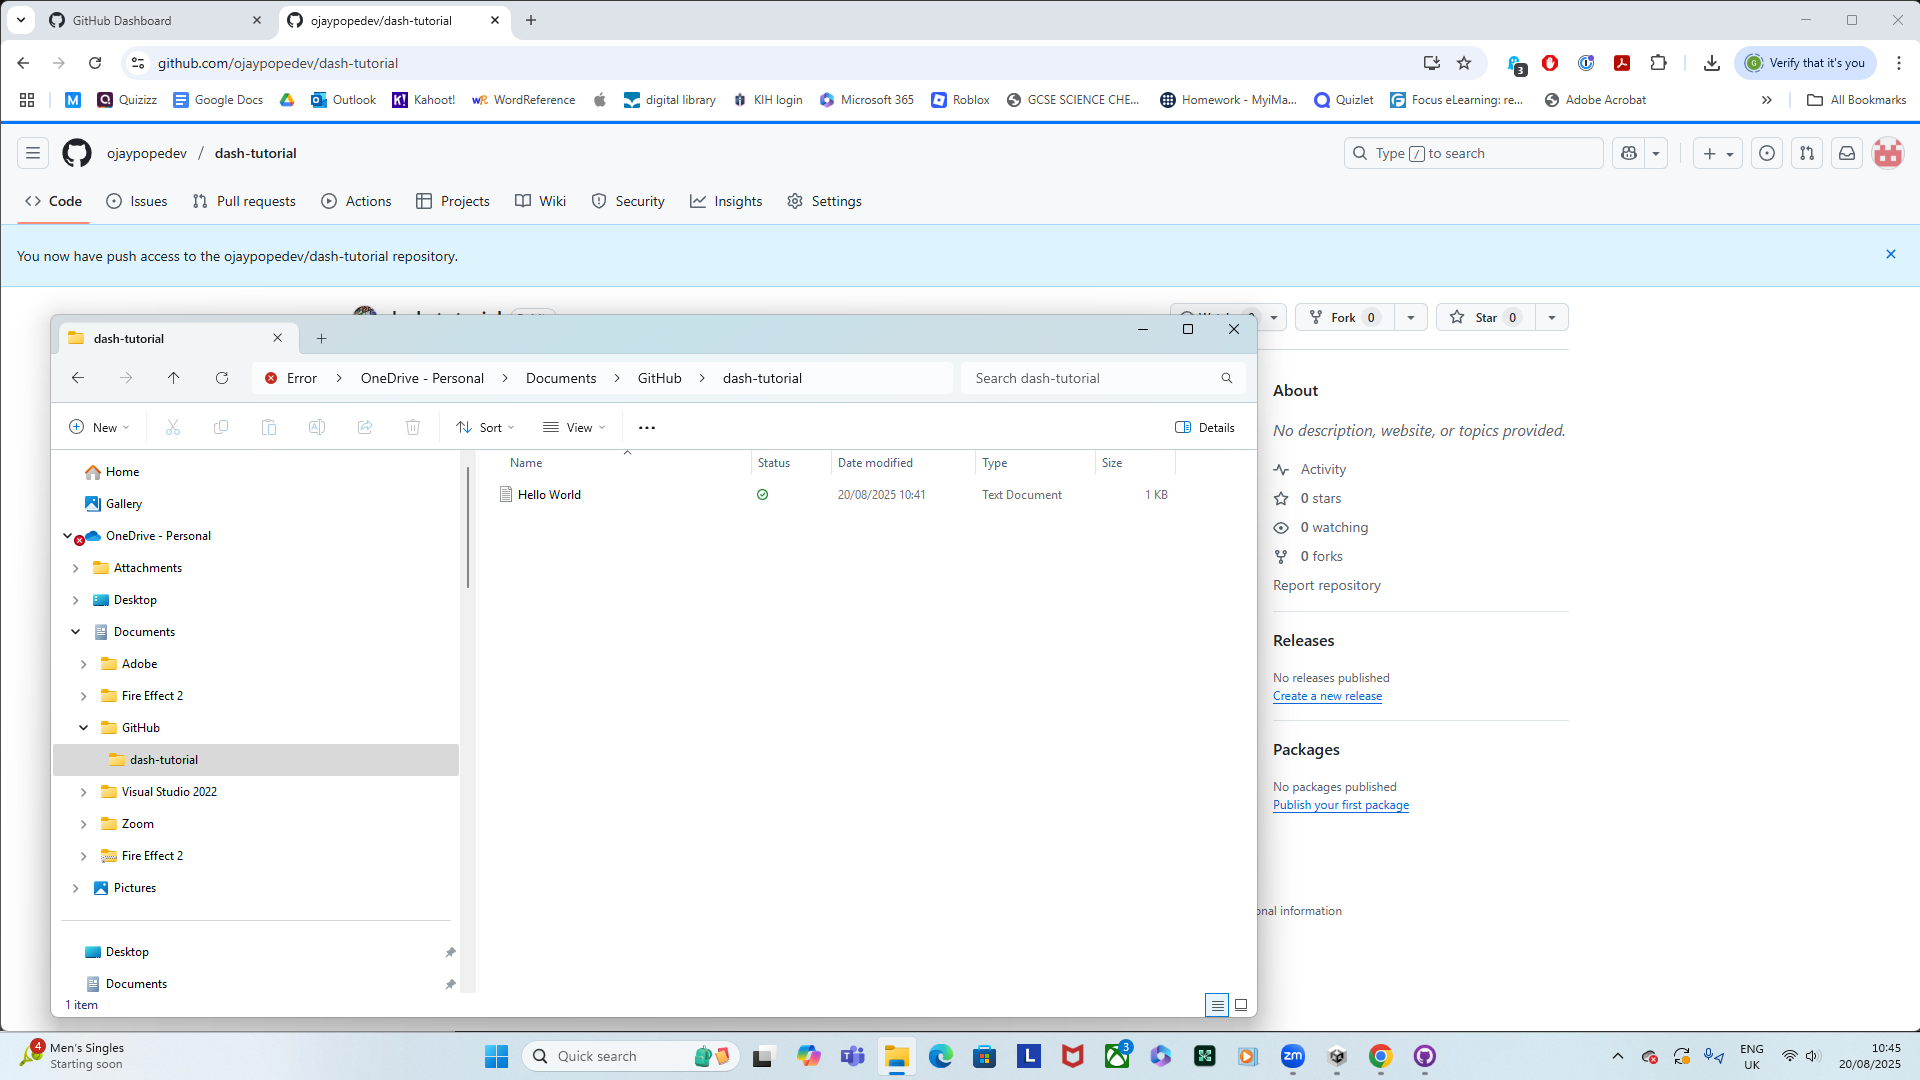 GitHub Dashboard
ojaypopedev/dash-tutorial
github.com/ojaypopedev/dash-tutorial
3
Verify that it's you
Quizizz
Google Docs
Outlook
Kahoot!
WordReference
digital library
KIH login
Microsoft 365
Roblox
GCSE SCIENCE CHE...
Homework - MyiMa...
Quizlet
Focus eLearning: re...
Adobe Acrobat
All Bookmarks
ojaypopedev / dash-tutorial
Type / to search
Code
Issues
Pull requests
Actions
Projects
Wiki
Security
Insights
Settings
You now have push access to the ojaypopedev/dash-tutorial repository.
Fork 0
Star 0
dash-tutorial
Error
OneDrive - Personal
Documents
GitHub
dash-tutorial
Search dash-tutorial
New
Sort
View
Details
Name
Status
Date modified
Type
Size
Hello World
20/08/2025 10:41
Text Document
1 KB
Home
Gallery
OneDrive - Personal
Attachments
Desktop
Documents
Adobe
Fire Effect 2
GitHub
dash-tutorial
Visual Studio 2022
Zoom
Fire Effect 2
Pictures
Desktop
Documents
1 item
About
No description, website, or topics provided.
Activity
0 stars
0 watching
0 forks
Report repository
Releases
No releases published
Create a new release
Packages
No packages published
Publish your first package
onal information
4
Men's Singles
Starting soon
Quick search
L
3
zm
ENG
UK
10:45
20/08/2025